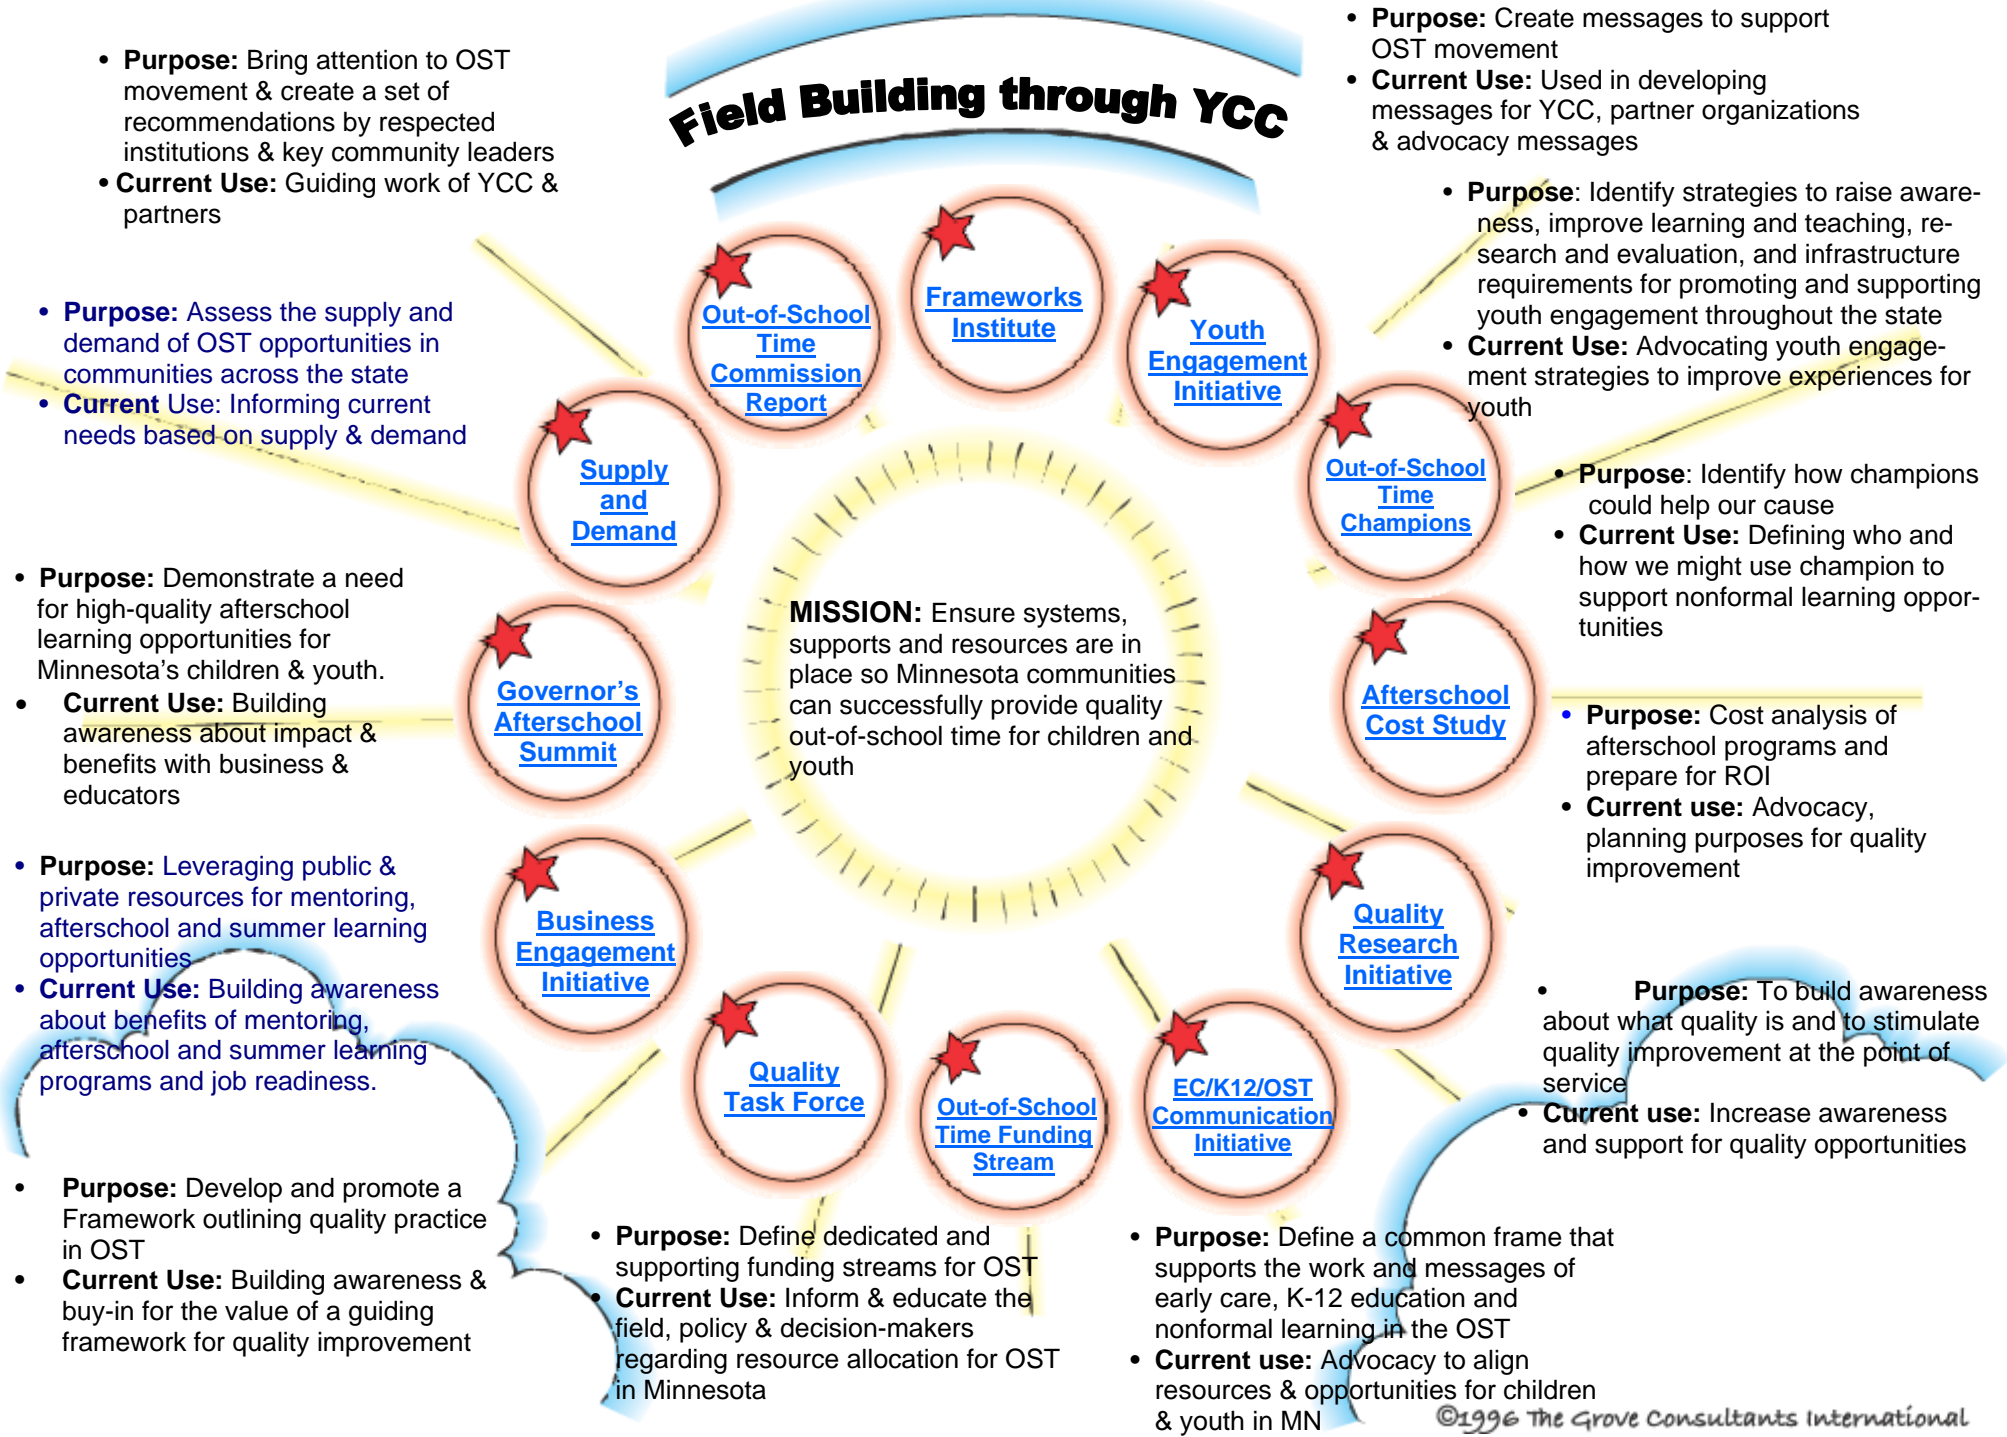 Field Building through YCC
• Purpose: Bring attention to OST
movement & create a set of
recommendations by respected
institutions & key community leaders
• Current Use: Guiding work of YCC &
partners
• Purpose: Create messages to support
OST movement
• Current Use: Used in developing
messages for YCC, partner organizations
& advocacy messages
• Purpose: Identify strategies to raise aware-
ness, improve learning and teaching, re-
search and evaluation, and infrastructure
requirements for promoting and supporting
youth engagement throughout the state
• Current Use: Advocating youth engage-
ment strategies to improve experiences for
youth
• Purpose: Assess the supply and
demand of OST opportunities in
communities across the state
• Current Use: Informing current
needs based on supply & demand
Out-of-School
Time
Commission
Report
Frameworks
Institute
Youth
Engagement
Initiative
Supply
and
Demand
Out-of-School
Time
Champions
• Purpose: Identify how champions
could help our cause
• Current Use: Defining who and
how we might use champion to
support nonformal learning oppor-
tunities
• Purpose: Demonstrate a need
for high-quality afterschool
learning opportunities for
Minnesota's children & youth.
• Current Use: Building
awareness about impact &
benefits with business &
educators
Governor's
Afterschool
Summit
MISSION: Ensure systems,
supports and resources are in
place so Minnesota communities
can successfully provide quality
out-of-school time for children and
youth
Afterschool
Cost Study
• Purpose: Cost analysis of
afterschool programs and
prepare for ROI
• Current use: Advocacy,
planning purposes for quality
improvement
• Purpose: Leveraging public &
private resources for mentoring,
afterschool and summer learning
opportunities
• Current Use: Building awareness
about benefits of mentoring,
afterschool and summer learning
programs and job readiness.
Business
Engagement
Initiative
Quality
Research
Initiative
• Purpose: To build awareness
about what quality is and to stimulate
quality improvement at the point of
service
• Current use: Increase awareness
and support for quality opportunities
Quality
Task Force
Out-of-School
Time Funding
Stream
EC/K12/OST
Communication
Initiative
• Purpose: Develop and promote a
Framework outlining quality practice
in OST
• Current Use: Building awareness &
buy-in for the value of a guiding
framework for quality improvement
• Purpose: Define dedicated and
supporting funding streams for OST
• Current Use: Inform & educate the
field, policy & decision-makers
regarding resource allocation for OST
in Minnesota
• Purpose: Define a common frame that
supports the work and messages of
early care, K-12 education and
nonformal learning in the OST
• Current use: Advocacy to align
resources & opportunities for children
& youth in MN
©1996 The Grove Consultants International